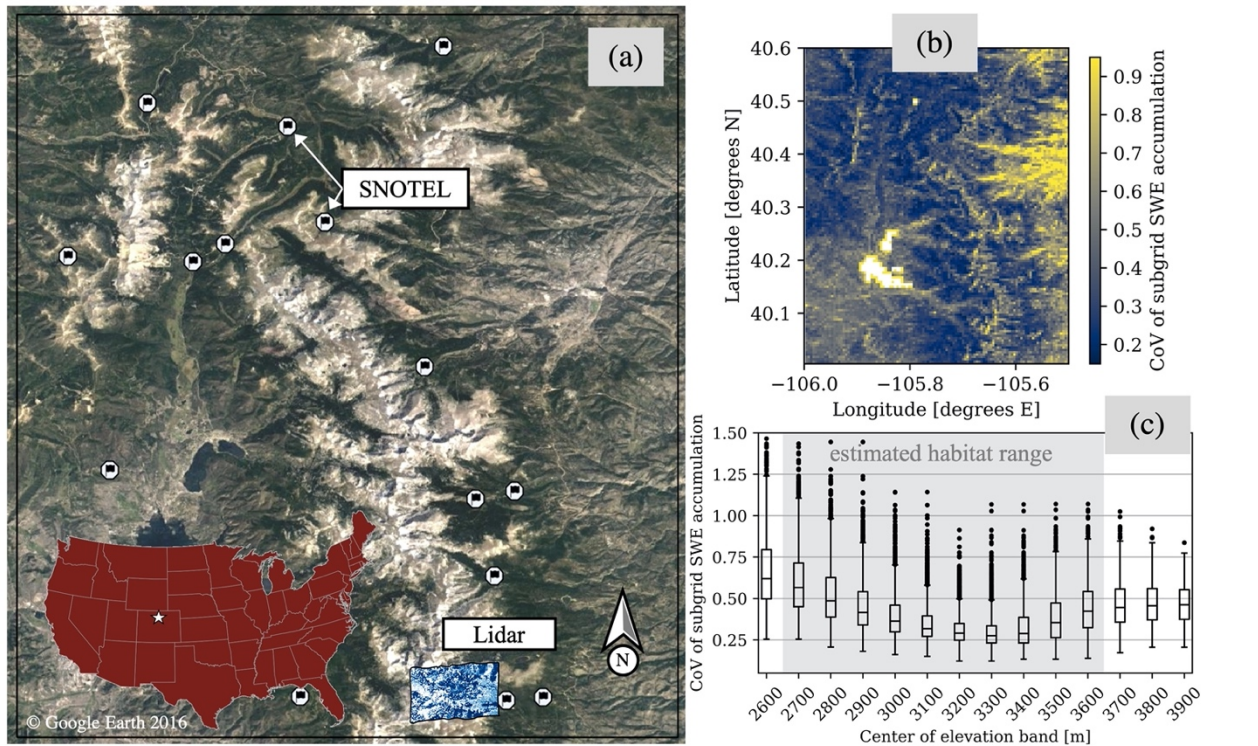 (a)
SNOTEL
Lidar
N
© Google Earth 2016
(b)
40.6
40.5
40.4
40.3
40.2
40.1
Latitude [degrees N]
−106.0 −105.8 −105.6
Longitude [degrees E]
0.9
0.8
0.7
0.6
0.5
0.4
0.3
0.2
CoV of subgrid SWE accumulation
(c)
estimated habitat range
1.50
1.25
1.00
0.75
0.50
0.25
CoV of subgrid SWE accumulation
2600 2700 2800 2900 3000 3100 3200 3300 3400 3500 3600 3700 3800 3900
Center of elevation band [m]